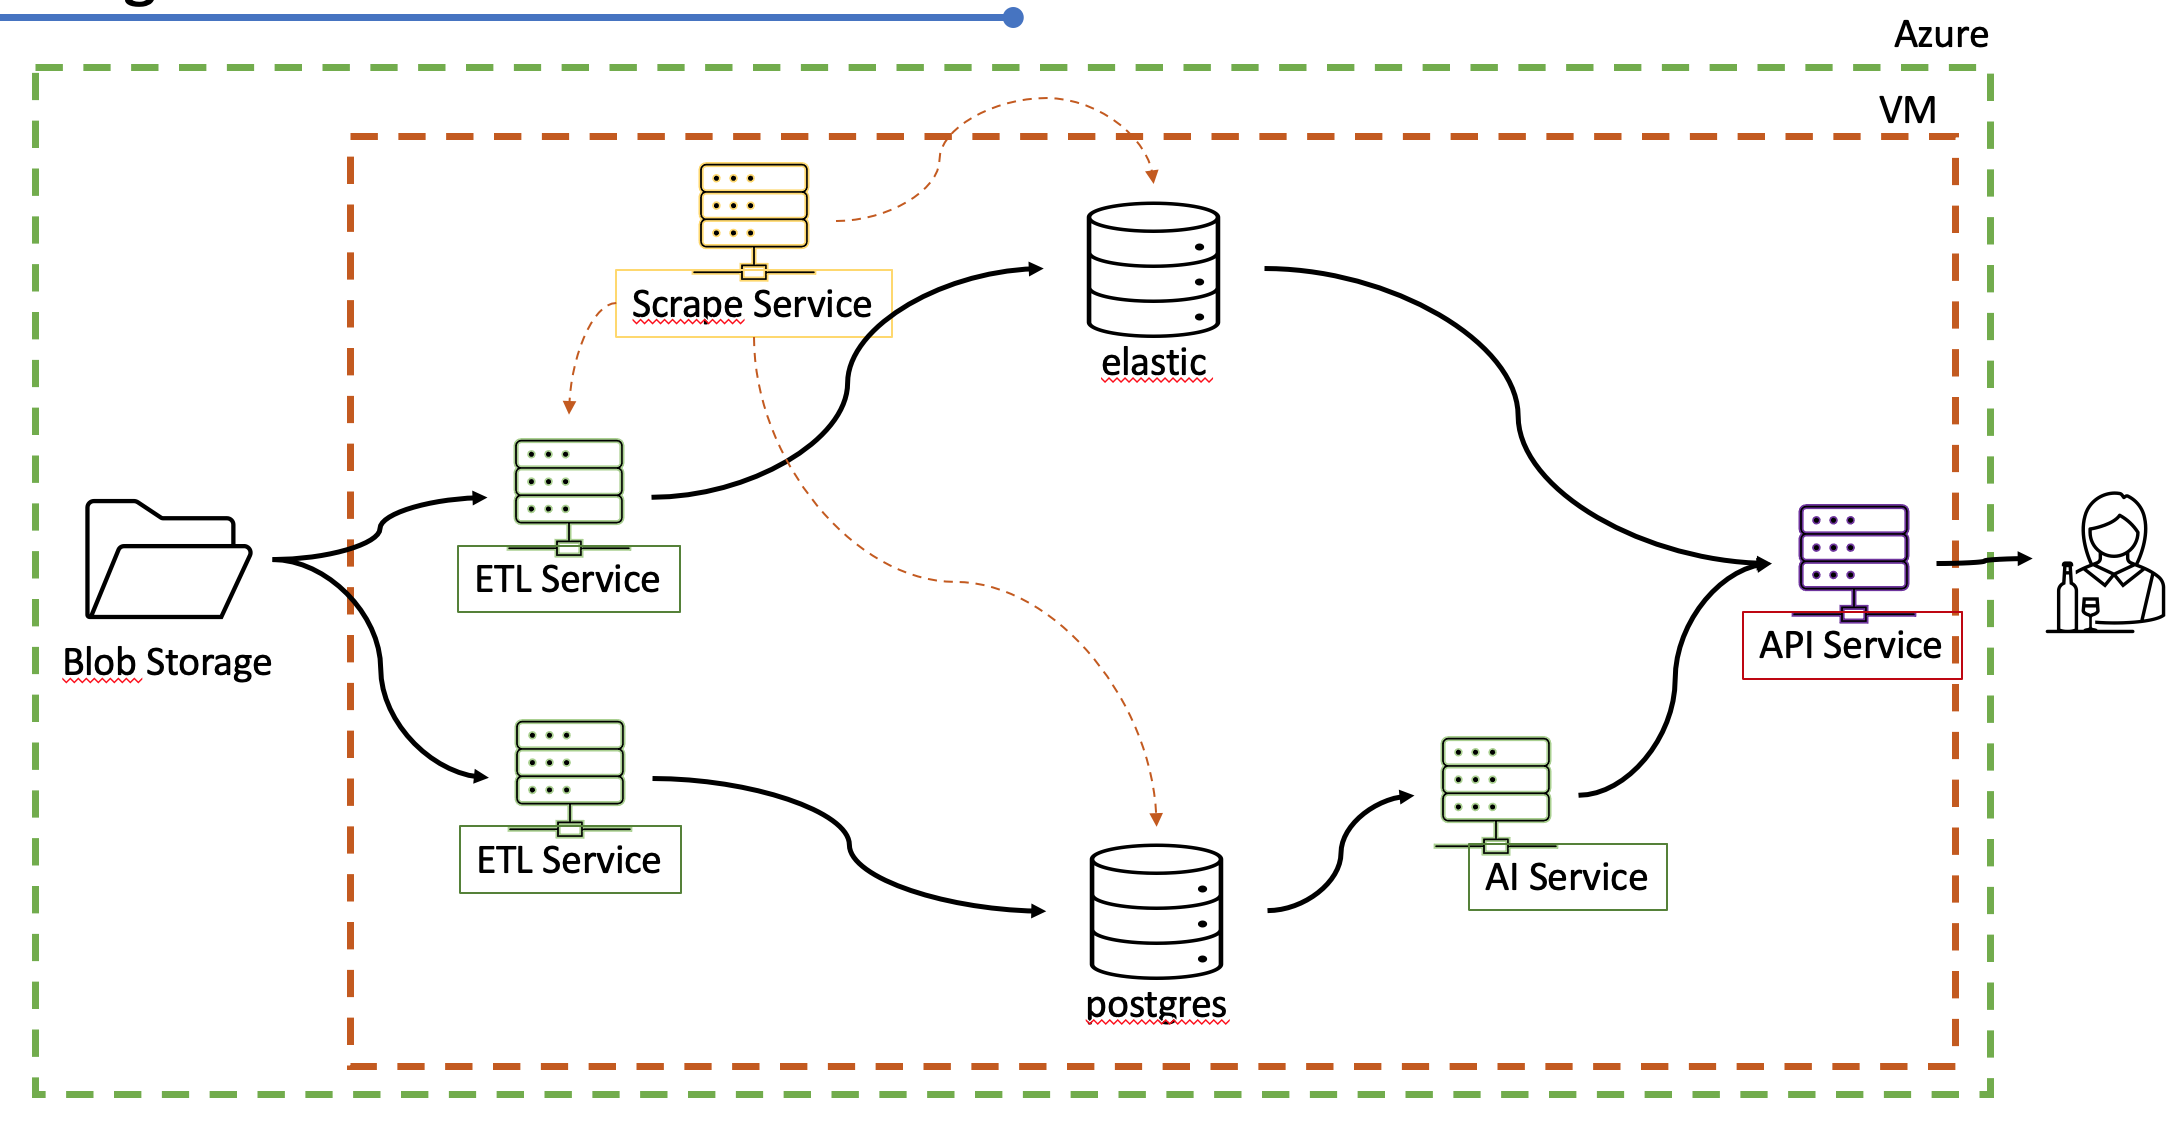 Azure
VM
Scrape Service
elastic
ETL Service
Blob Storage
API Service
ETL Service
AI Service
postgres